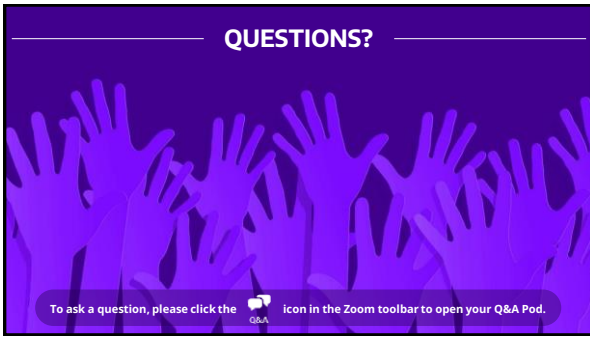 QUESTIONS?
To ask a question, please click the Q&A icon in the Zoom toolbar to open your Q&A Pod.